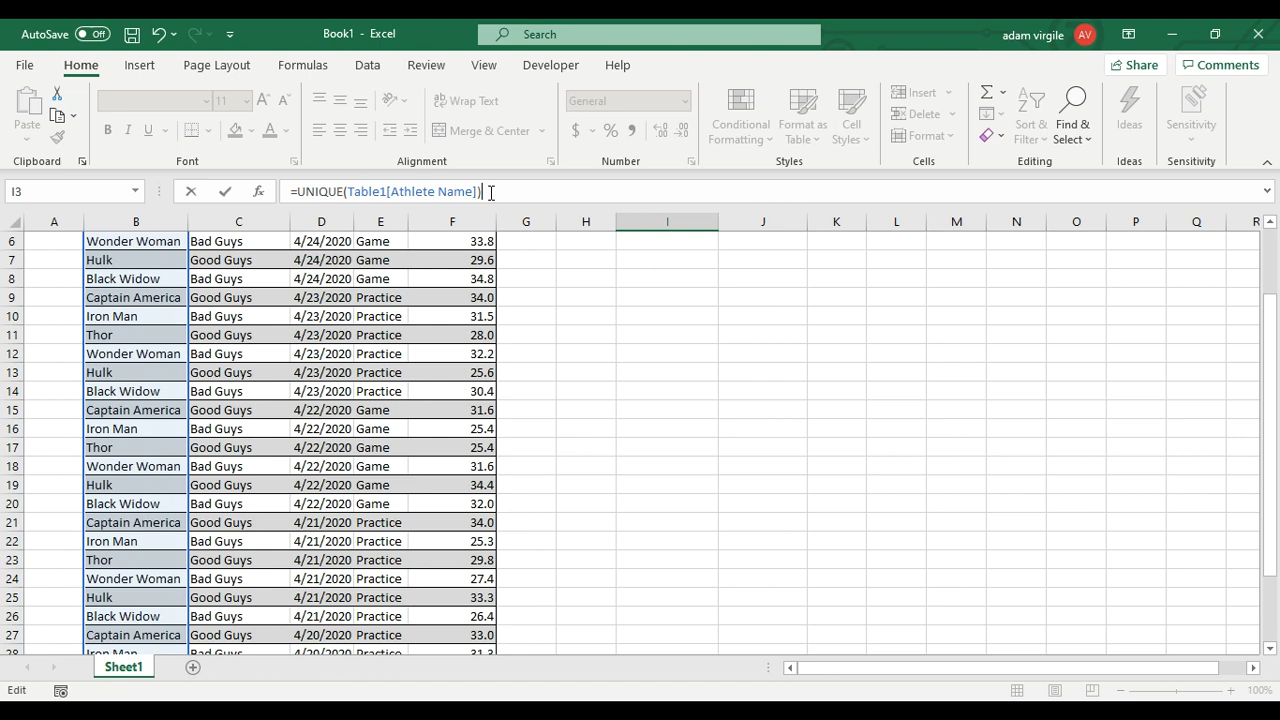 AutoSave Off Book1 - Excel Search adam virgile AV
File Home Insert Page Layout Formulas Data Review View Developer Help Share Comments
Paste 11 Wrap Text General Conditional Formatting Format as Table Cell Styles Insert Sort & Filter Find & Select Ideas Sensitivity
B I U Merge & Center $ % Delete
Format
Clipboard Font Alignment Number Styles Cells Editing Ideas Sensitivity
I3 fx =UNIQUE(Table1[Athlete Name])
A B C D E F G H I J K L M N O P Q R
6 Wonder Woman Bad Guys 4/24/2020 Game 33.8
7 Hulk Good Guys 4/24/2020 Game 29.6
8 Black Widow Bad Guys 4/24/2020 Game 34.8
9 Captain America Good Guys 4/23/2020 Practice 34.0
10 Iron Man Bad Guys 4/23/2020 Practice 31.5
11 Thor Good Guys 4/23/2020 Practice 28.0
12 Wonder Woman Bad Guys 4/23/2020 Practice 32.2
13 Hulk Good Guys 4/23/2020 Practice 25.6
14 Black Widow Bad Guys 4/23/2020 Practice 30.4
15 Captain America Good Guys 4/22/2020 Game 31.6
16 Iron Man Bad Guys 4/22/2020 Game 25.4
17 Thor Good Guys 4/22/2020 Game 25.4
18 Wonder Woman Bad Guys 4/22/2020 Game 31.6
19 Hulk Good Guys 4/22/2020 Game 34.4
20 Black Widow Bad Guys 4/22/2020 Game 32.0
21 Captain America Good Guys 4/21/2020 Practice 34.0
22 Iron Man Bad Guys 4/21/2020 Practice 25.3
23 Thor Good Guys 4/21/2020 Practice 29.8
24 Wonder Woman Bad Guys 4/21/2020 Practice 27.4
25 Hulk Good Guys 4/21/2020 Practice 33.3
26 Black Widow Bad Guys 4/21/2020 Practice 26.4
27 Captain America Good Guys 4/20/2020 Practice 33.0
28 Iron Man Bad Guys 4/20/2020 Practice 31.3
Sheet1
Edit 100%